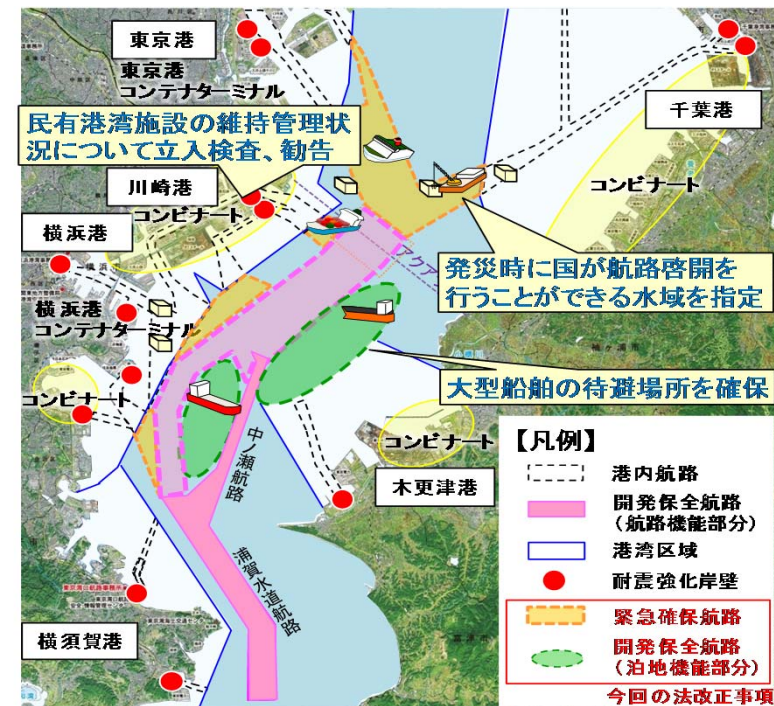 東京港
東京港
コンテナターミナル
千葉港
民有港湾施設の維持管理状
況について立入検査、勧告
川崎港
コンビナート
コンビナート
横浜港
横浜市
アクア
発災時に国が航路啓開を
行うことができる水域を指定
横浜港
コンテナターミナル
大型船舶の待避場所を確保
コンビナート
コンビナート
木更津港
中ノ瀬航路
浦賀水道航路
横須賀港
【凡例】
港内航路
開発保全航路
(航路機能部分)
港湾区域
耐震強化岸壁
緊急確保航路
開発保全航路
(泊地機能部分)
今回の法改正事項